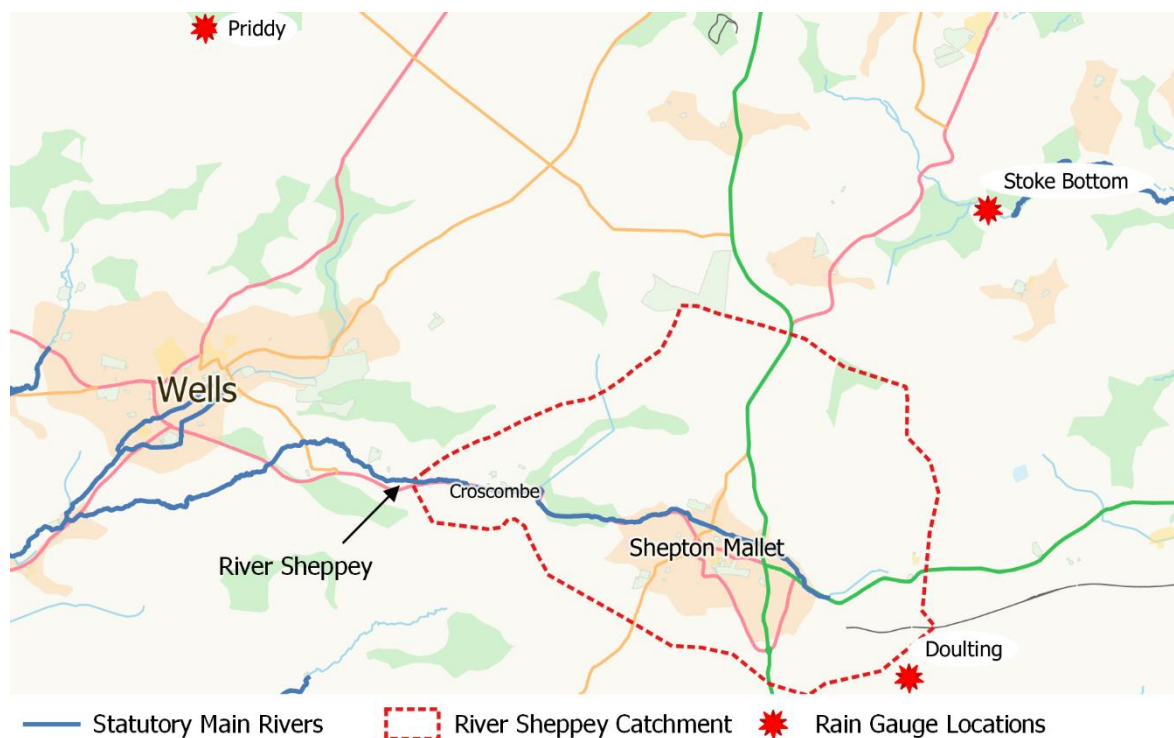 Priddy
Stoke Bottom
Wells
Croscombe
River Sheppey
Shepton Mallet
Doulting
Statutory Main Rivers
River Sheppey Catchment
Rain Gauge Locations